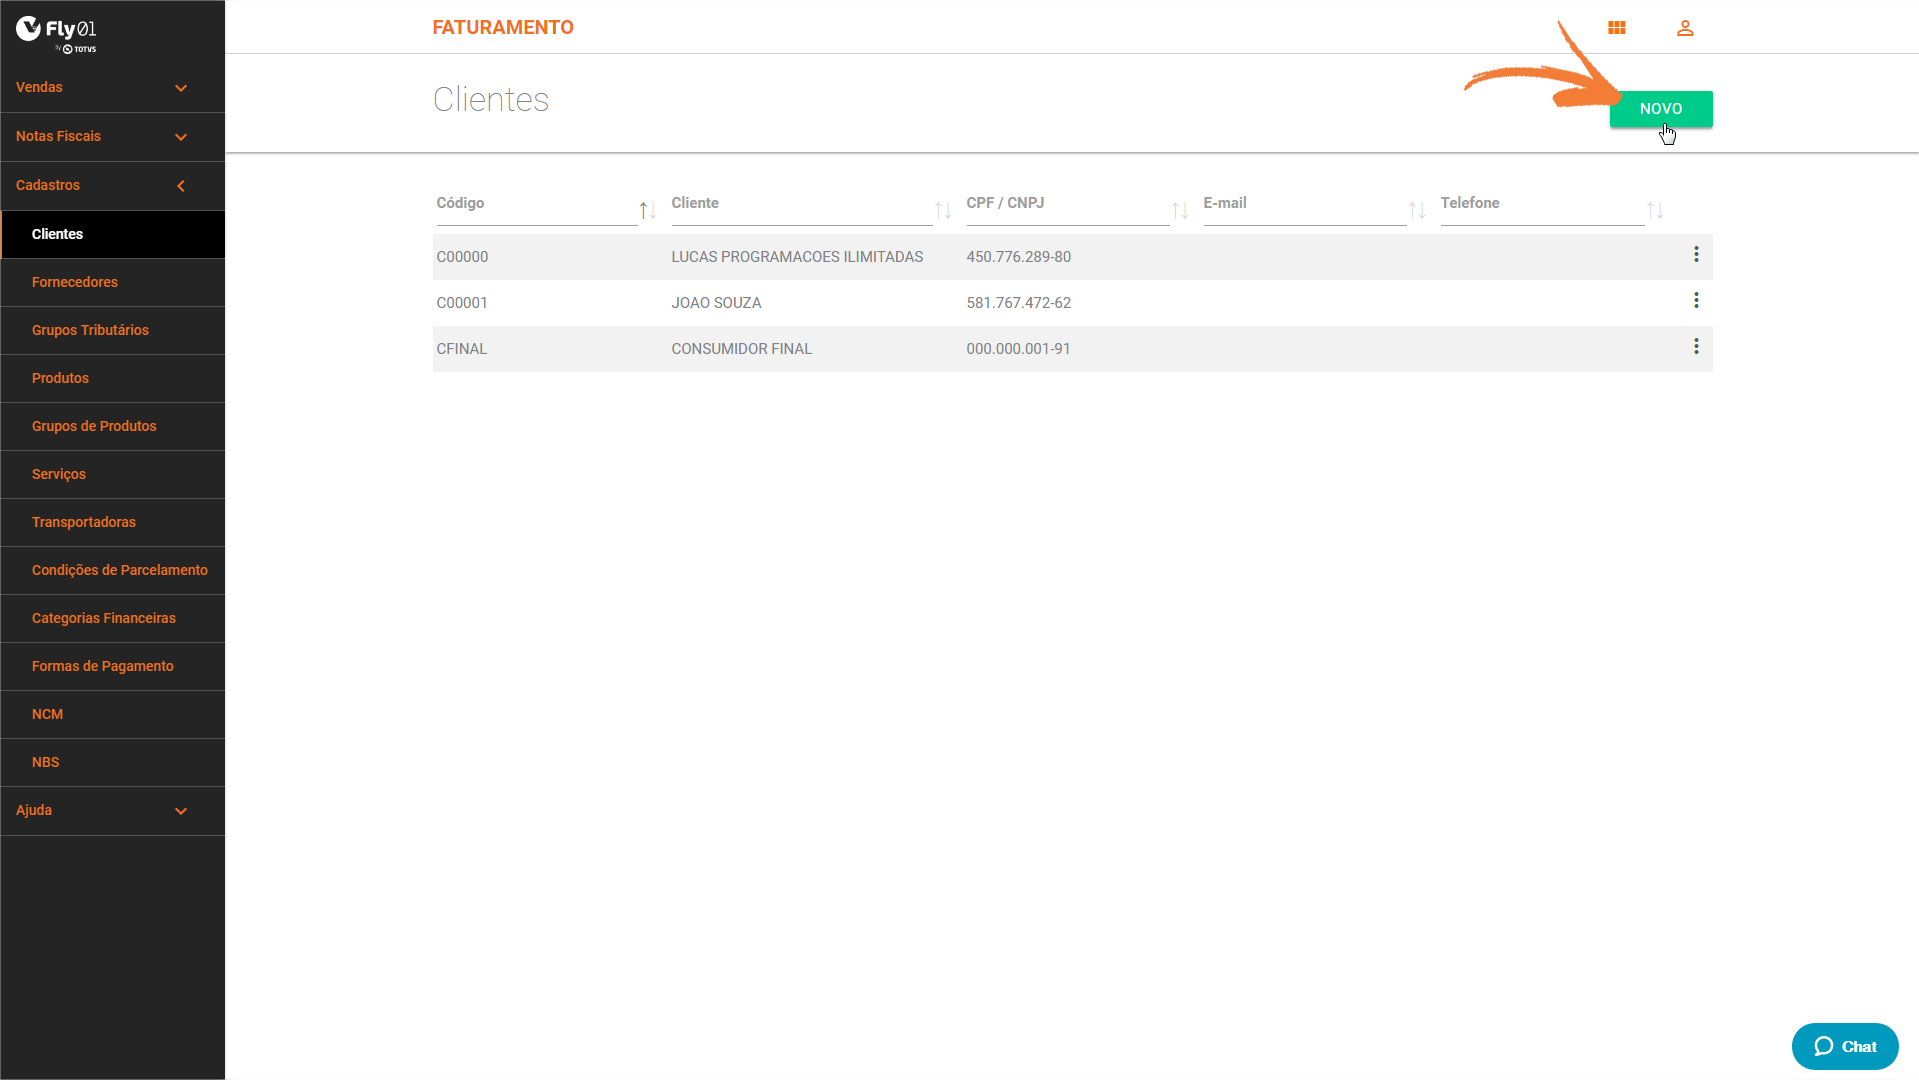 Fly01
by TOTVS
FATURAMENTO
Vendas
Notas Fiscais
Cadastros
Clientes
Fornecedores
Grupos Tributários
Produtos
Grupos de Produtos
Serviços
Transportadoras
Condições de Parcelamento
Categorias Financeiras
Formas de Pagamento
NCM
NBS
Ajuda
Clientes
NOVO
Código Cliente CPF / CNPJ E-mail Telefone
C00000 LUCAS PROGRAMACOES ILIMITADAS 450.776.289-80
C00001 JOAO SOUZA 581.767.472-62
CFINAL CONSUMIDOR FINAL 000.000.001-91
Chat